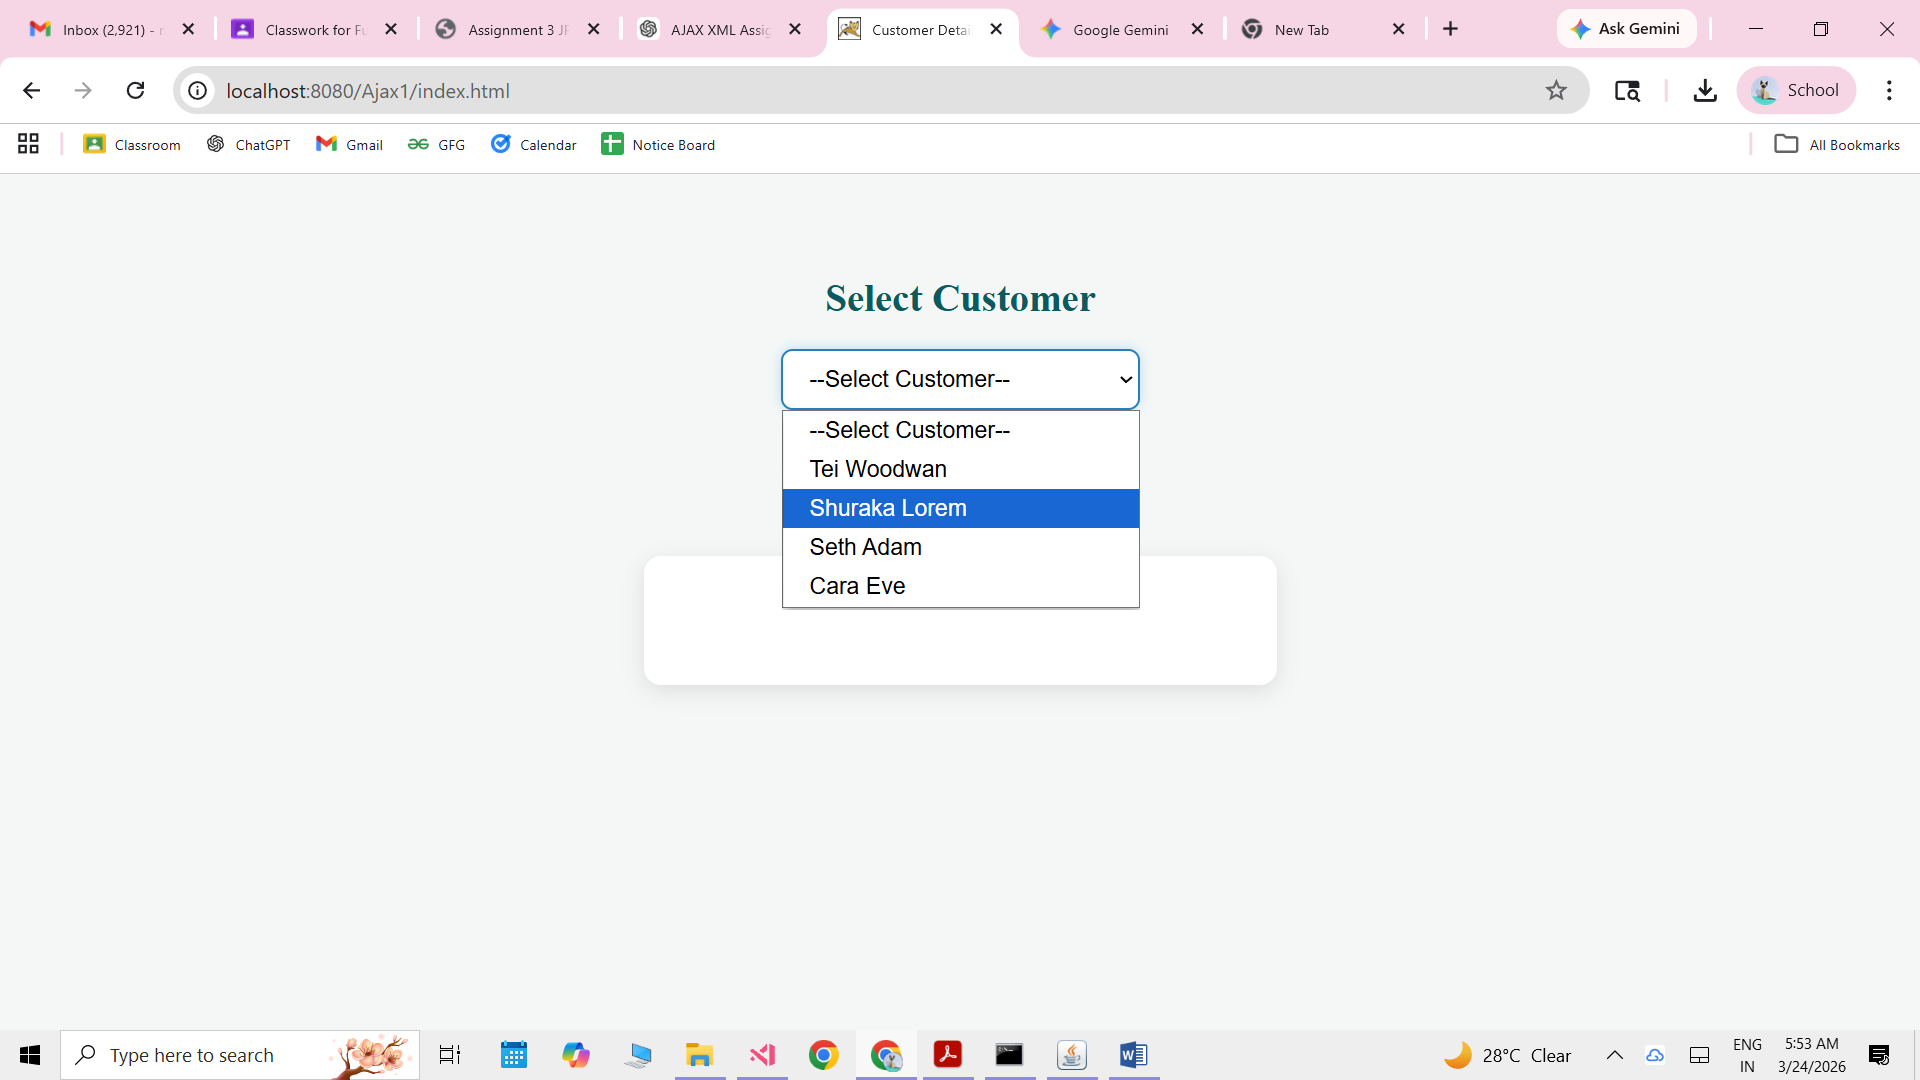 Inbox (2,921) - r
Classwork for Fu
Assignment 3 JF
AJAX XML Assig
Customer Detai
Google Gemini
New Tab
Ask Gemini
localhost:8080/Ajax1/index.html
School
Classroom
ChatGPT
Gmail
GFG
Calendar
Notice Board
All Bookmarks
Select Customer
--Select Customer--
--Select Customer--
Tei Woodwan
Shuraka Lorem
Seth Adam
Cara Eve
Type here to search
28°C Clear
ENG
IN
5:53 AM
3/24/2026